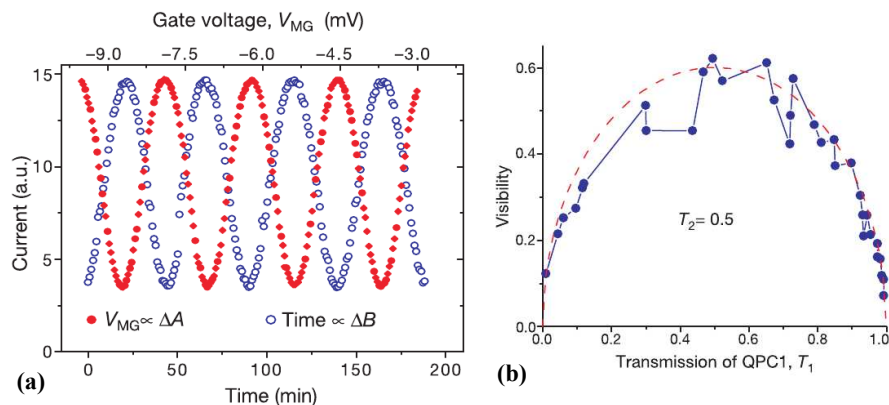 Gate voltage, V_MG (mV)
−9.0 −7.5 −6.0 −4.5 −3.0
15
10
5
0
Current (a.u.)
V_MG ∝ ΔA
Time ∝ ΔB
0 50 100 150 200
Time (min)
(a)
0.6
0.4
0.2
0.0
Visibility
T₂= 0.5
0.0 0.2 0.4 0.6 0.8 1.0
Transmission of QPC1, T₁
(b)